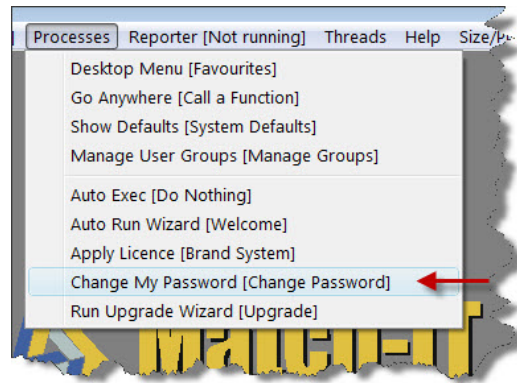 Processes Reporter [Not running] Threads Help
Desktop Menu [Favourites]
Go Anywhere [Call a Function]
Show Defaults [System Defaults]
Manage User Groups [Manage Groups]
Auto Exec [Do Nothing]
Auto Run Wizard [Welcome]
Apply Licence [Brand System]
Change My Password [Change Password]
Run Upgrade Wizard [Upgrade]
Match-IT